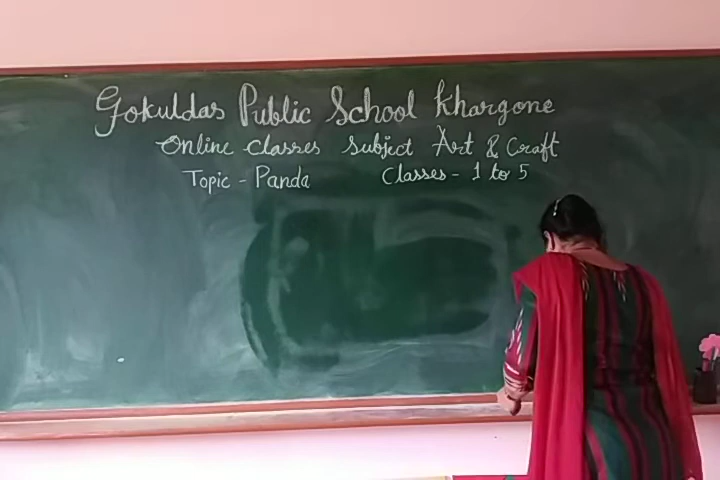 Gokuldas Public School Khargone
Online Classes Subject Art & Craft
Topic - Panda Classes - 1 to 5